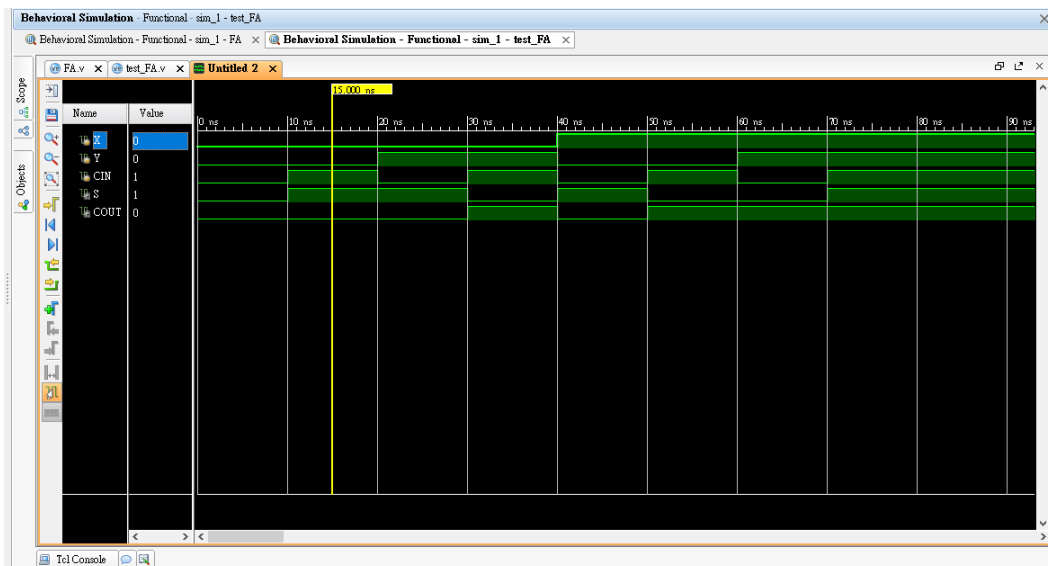 Behavioral Simulation - Functional - sim_1 - test_FA
Behavioral Simulation - Functional - sim_1 - FA Behavioral Simulation - Functional - sim_1 - test_FA
FA.v test_FA.v Untitled 2
Scope
Objects
15.000 ns
Name Value
0 ns 10 ns 20 ns 30 ns 40 ns 50 ns 60 ns 70 ns 80 ns 90 ns
X 0
Y 0
CIN 1
S 1
COUT 0
Tcl Console